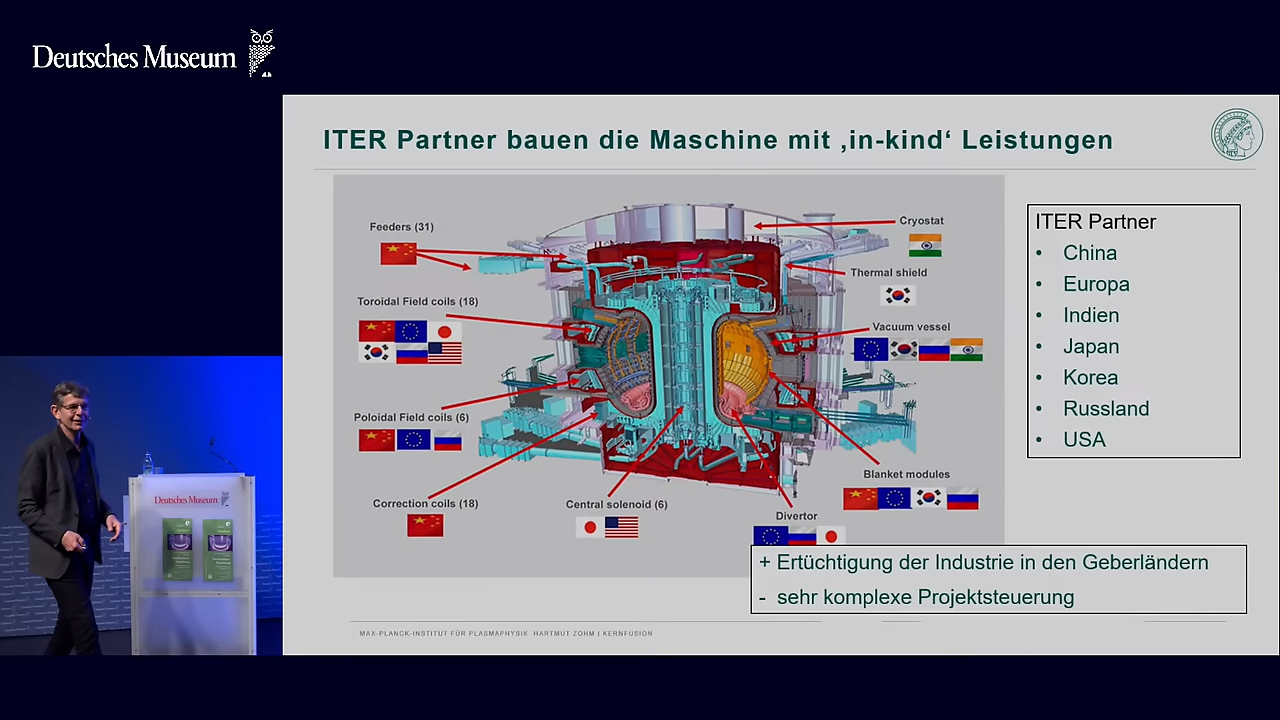 Deutsches Museum
ITER Partner bauen die Maschine mit ‚in-kind‘ Leistungen
Feeders (31)
Cryostat
Thermal shield
Toroidal Field coils (18)
Vacuum vessel
Poloidal Field coils (6)
Blanket modules
Correction coils (18)
Central solenoid (6)
Divertor
ITER Partner
• China
• Europa
• Indien
• Japan
• Korea
• Russland
• USA
+ Ertüchtigung der Industrie in den Geberländern
- sehr komplexe Projektsteuerung
MAX-PLANCK-INSTITUT FÜR PLASMAPHYSIK HARTMUT ZOHM | KERNFUSION
Deutsches Museum